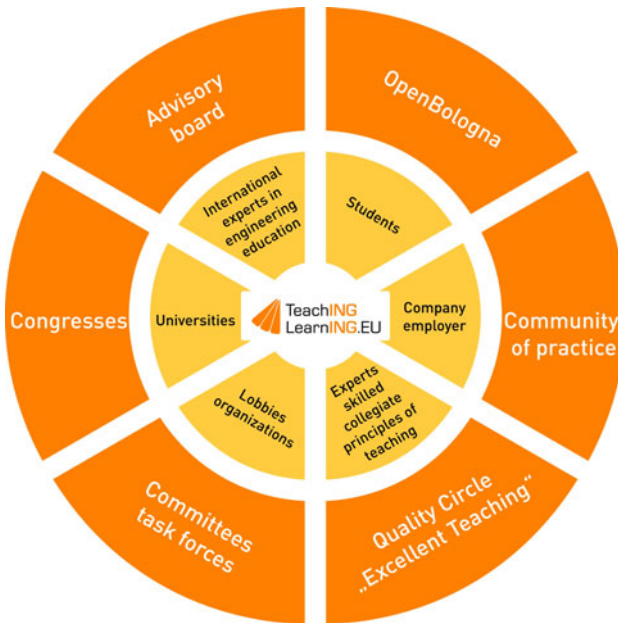 Advisory
board
OpenBologna
International
experts in
engineering
education
Students
Congresses
Universities
TeachING
LearnING.EU
Company
employer
Community
of practice
Lobbies
organizations
Experts
skilled
collegiate
principles of
teaching
Committees
task forces
Quality Circle
„Excellent Teaching“